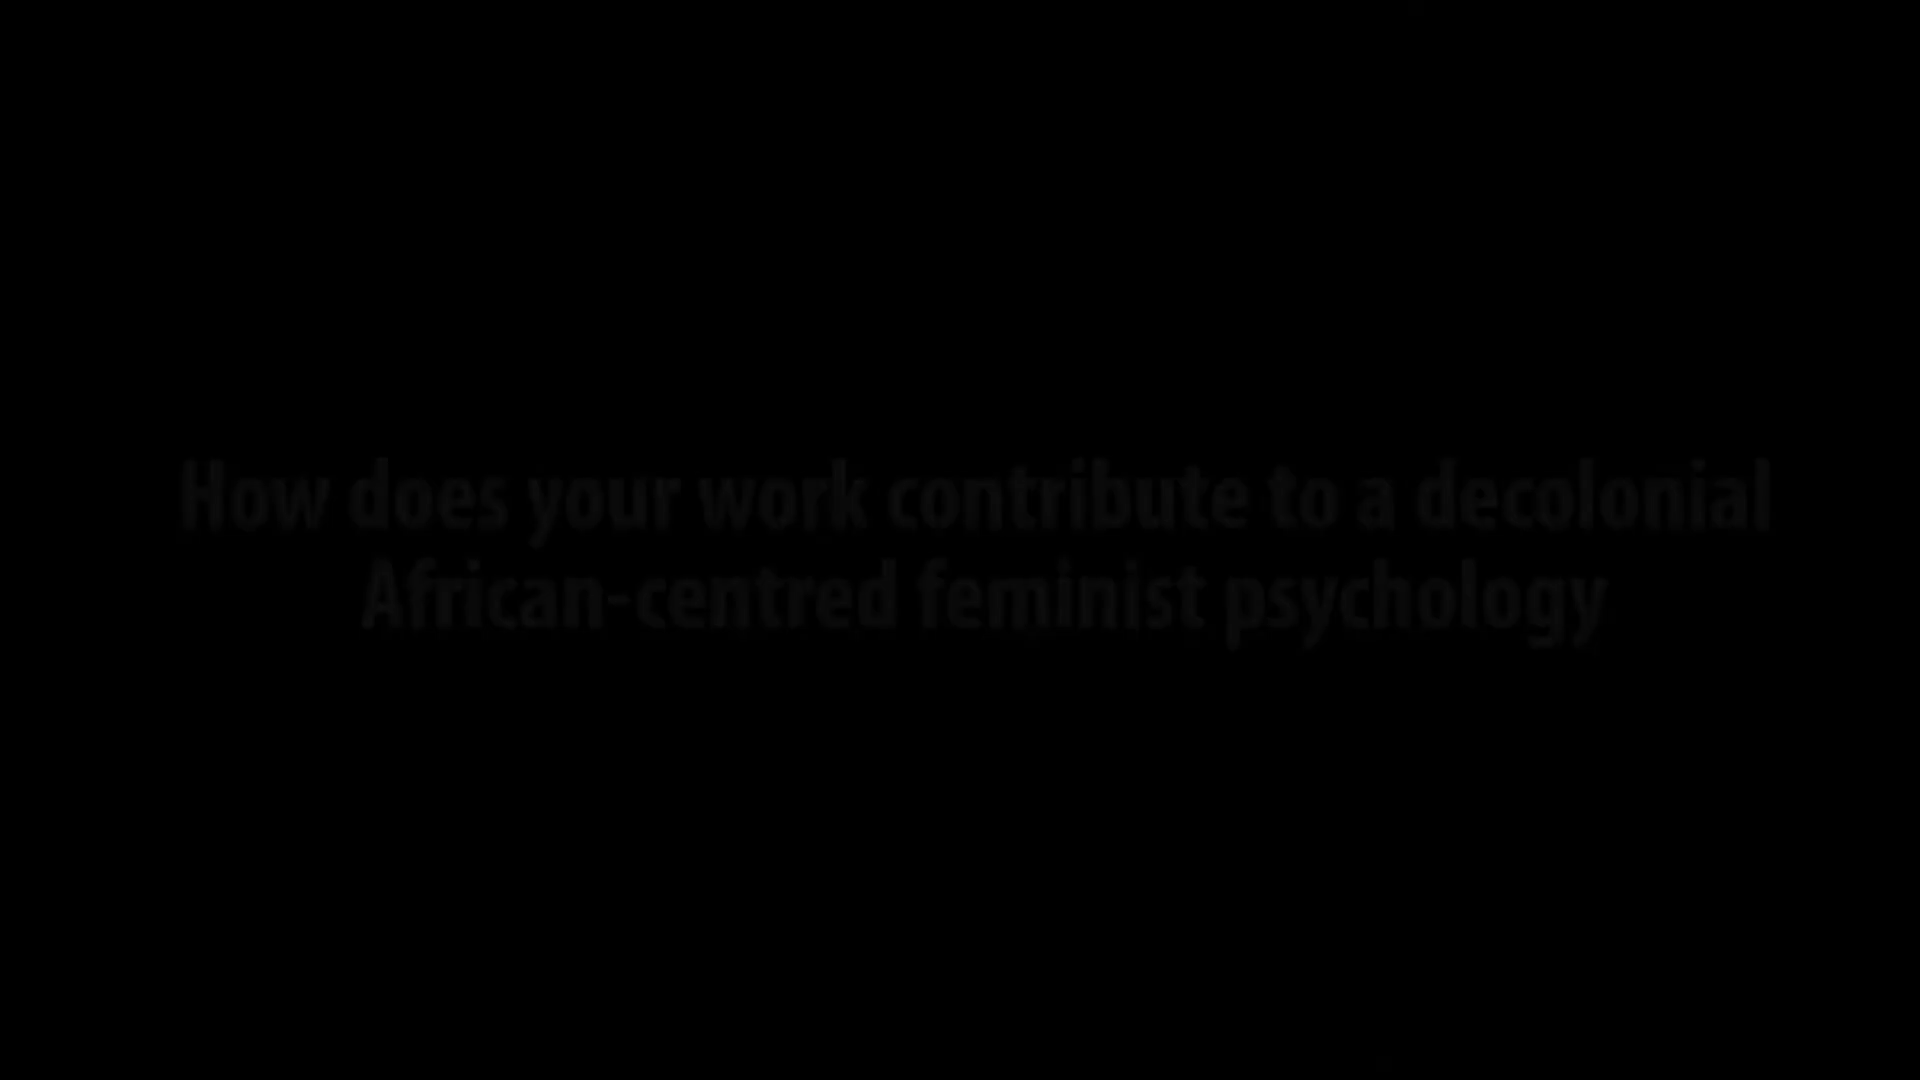 How does your work contribute to a decolonial
African-centred feminist psychology